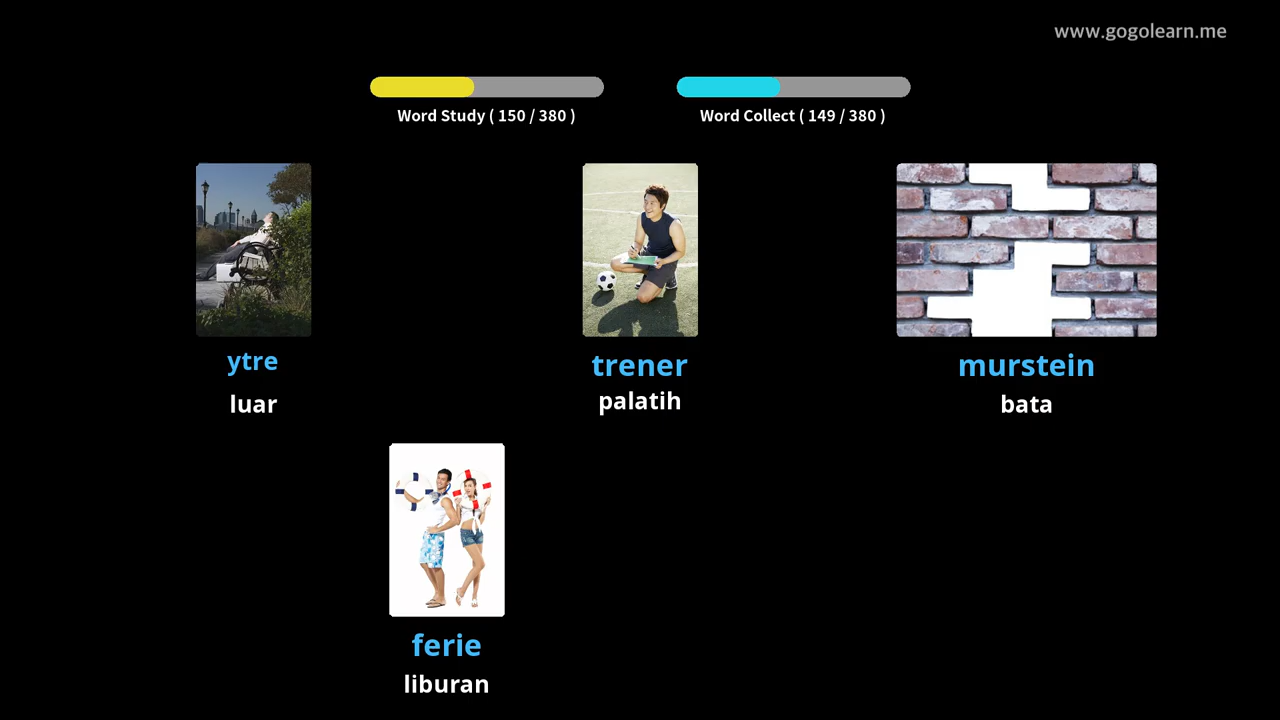 www.gogolearn.me
Word Study ( 150 / 380 )
Word Collect ( 149 / 380 )
ytre
luar
trener
palatih
murstein
bata
ferie
liburan